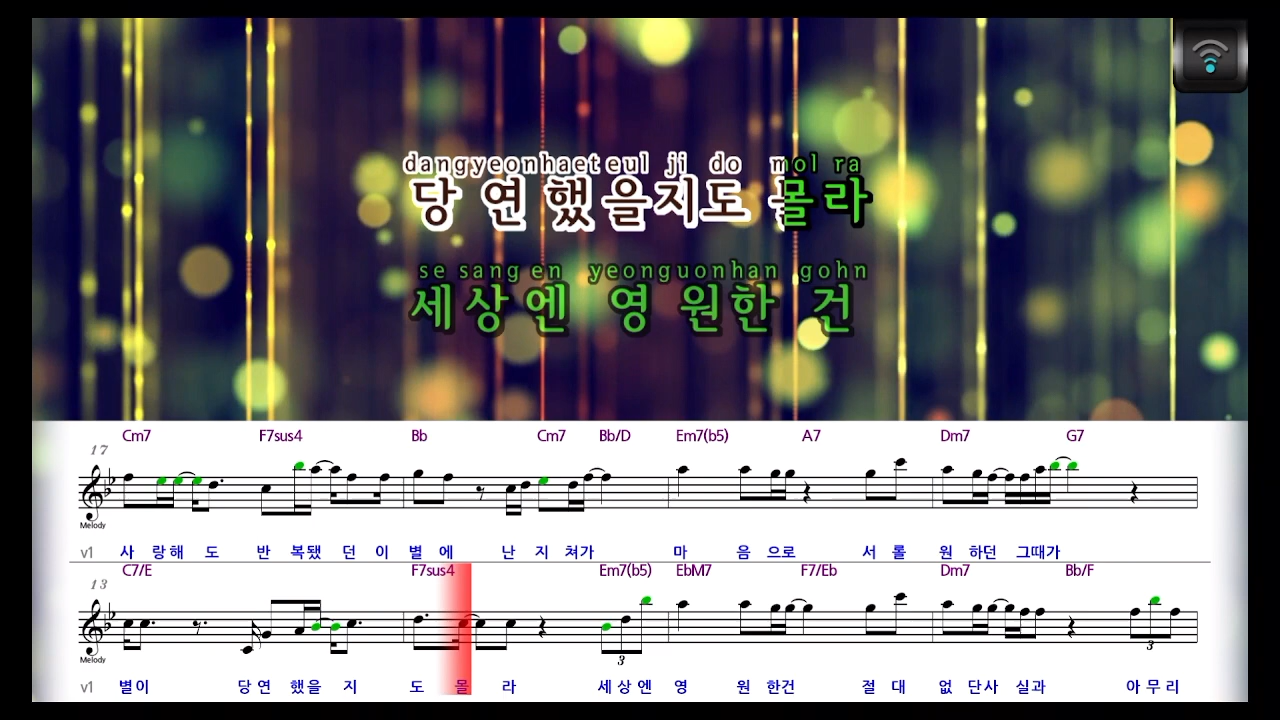 dangyeonhaeteul ji do mol ra
당 연 했을지도 몰라
se sang en yeonguonhan gohn
세상엔 영 원한 건
Cm7 F7sus4 Bb Cm7 Bb/D Em7(b5) A7 Dm7 G7
17
Melody
v1 사 랑해 도 반 복됐 던 이 별 에 난 지 쳐가 마 음 으로 서 롤 원 하던 그때가
C7/E F7sus4 Em7(b5) EbM7 F7/Eb Dm7 Bb/F
13
3 3
Melody
v1 별이 당연 했을 지 도 몰 라 세상엔 영 원 한건 절 대 없 단사 실과 아무리